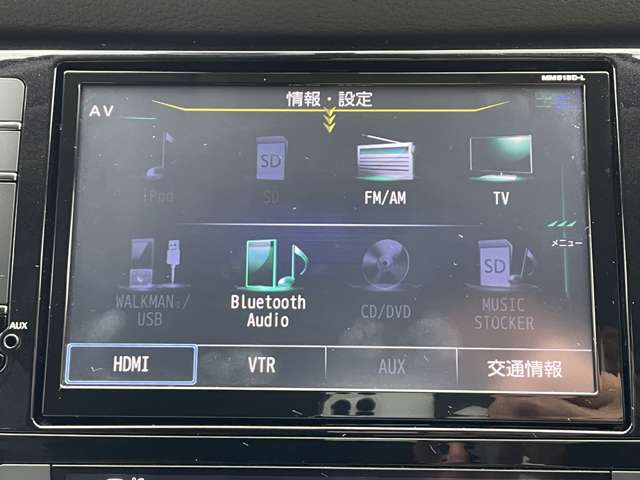 MM518D-L
情報・設定
AV
iPod
SD
SD
FM/AM
TV
メニュー
SD
WALKMAN®/
USB
Bluetooth
Audio
CD/DVD
MUSIC
STOCKER
AUX
HDMI
VTR
AUX
交通情報